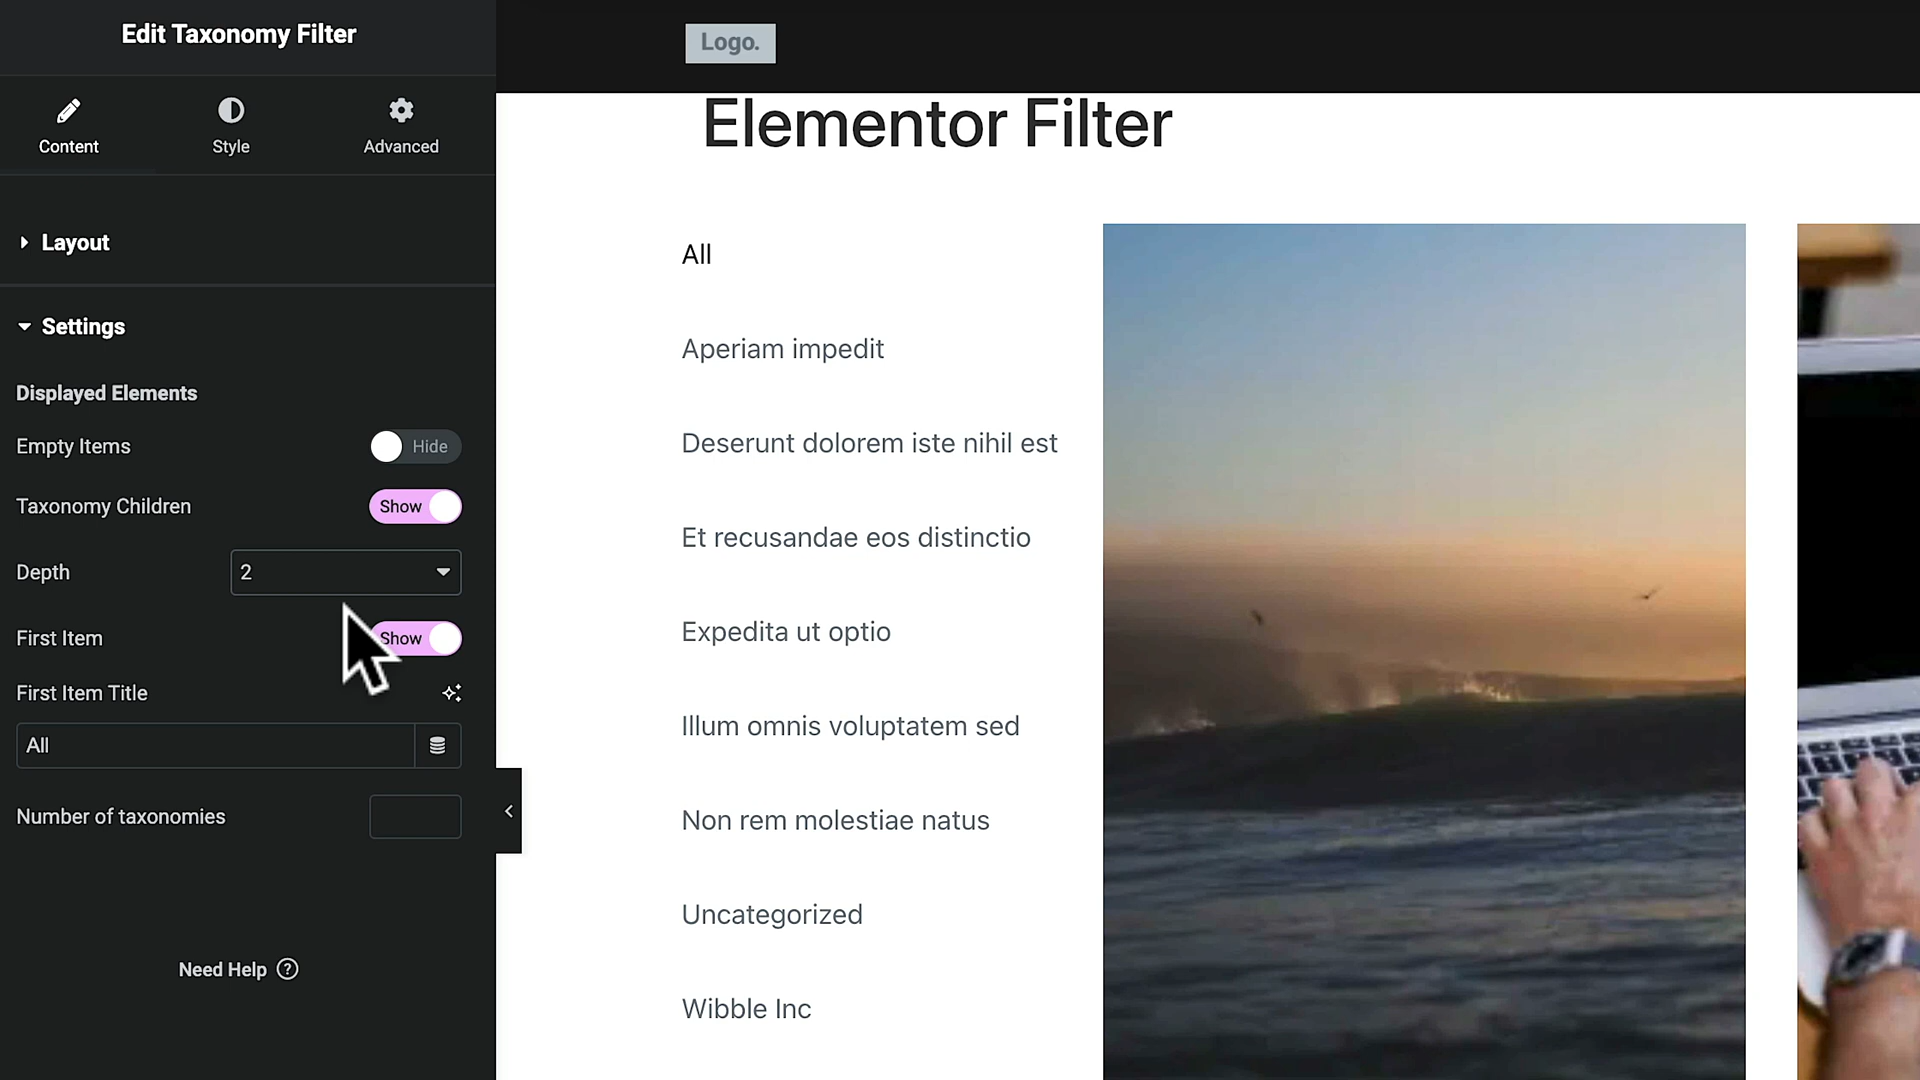 Edit Taxonomy Filter
Content
Style
Advanced
Layout
Settings
Displayed Elements
Empty Items
Hide
Taxonomy Children
Show
Depth
2
First Item
Show
First Item Title
All
Number of taxonomies
Need Help ?
Logo.
Elementor Filter
All
Aperiam impedit
Deserunt dolorem iste nihil est
Et recusandae eos distinctio
Expedita ut optio
Illum omnis voluptatem sed
Non rem molestiae natus
Uncategorized
Wibble Inc